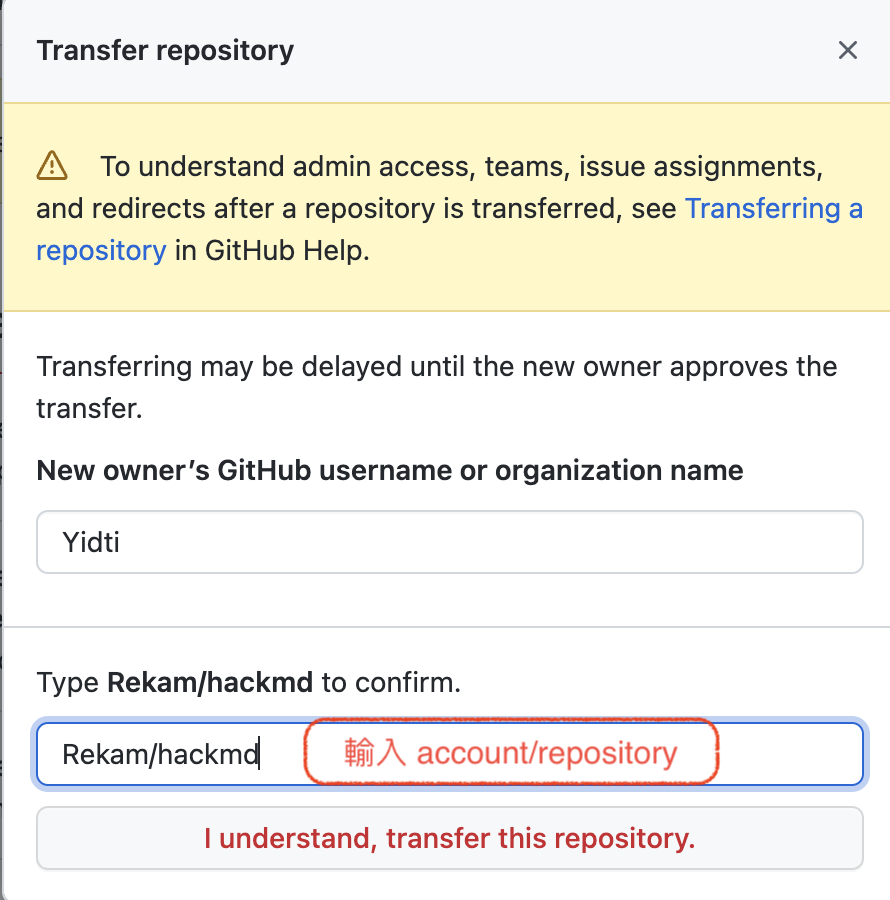 Transfer repository
To understand admin access, teams, issue assignments,
and redirects after a repository is transferred, see Transferring a
repository in GitHub Help.
Transferring may be delayed until the new owner approves the
transfer.
New owner’s GitHub username or organization name
Yidti
Type Rekam/hackmd to confirm.
Rekam/hackmd
輸入 account/repository
I understand, transfer this repository.